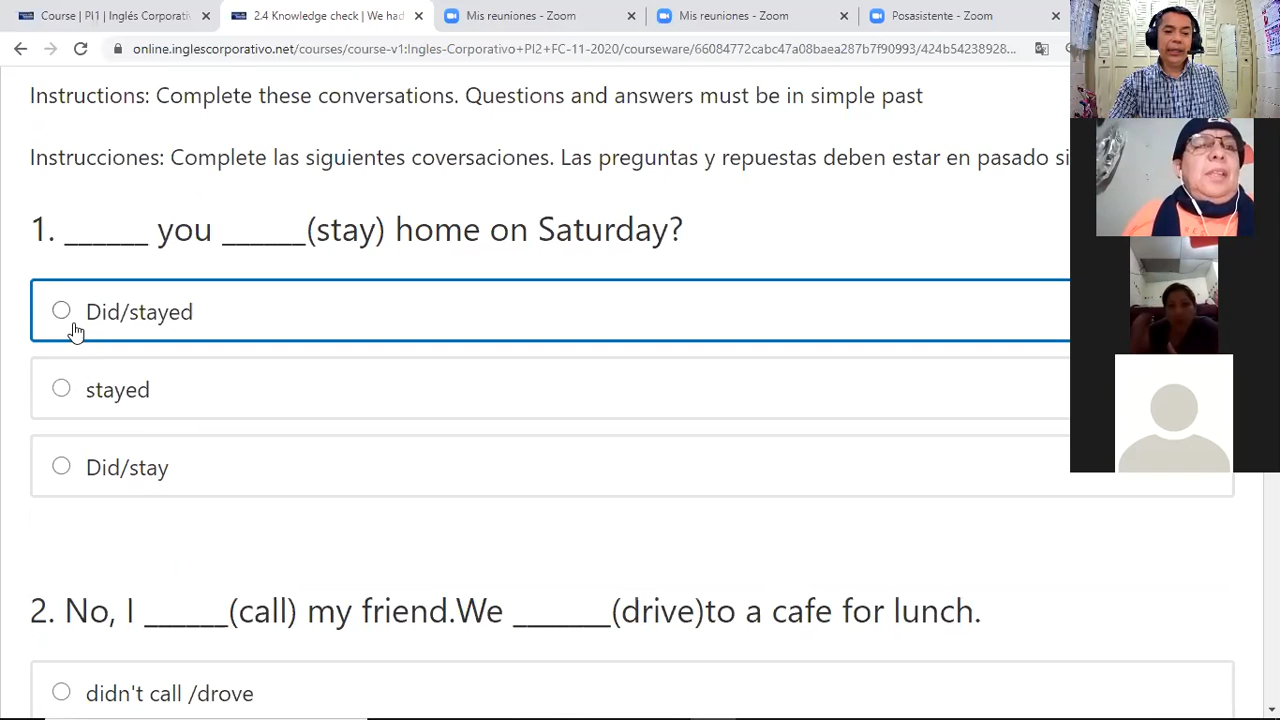 Course | PI1 | Inglés Corporati
2.4 Knowledge check | We had
Mis reuniones - Zoom
Mis reuniones - Zoom
Posasistente - Zoom
online.inglescorporativo.net/courses/course-v1:Ingles-Corporativo+PI2+FC-11-2020/courseware/66084772cabc47a08baea287b7f90999/424b54238928...
Instructions: Complete these conversations. Questions and answers must be in simple past
Instrucciones: Complete las siguientes coversaciones. Las preguntas y repuestas deben estar en pasado si
1. ______ you ______(stay) home on Saturday?
Did/stayed
stayed
Did/stay
2. No, I ______(call) my friend.We _______(drive)to a cafe for lunch.
didn't call /drove